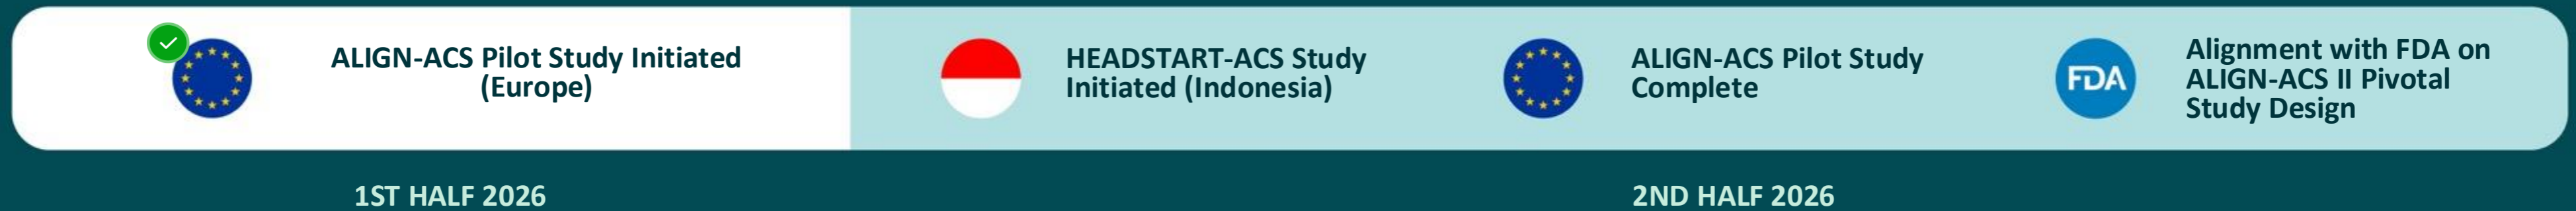 ALIGN-ACS Pilot Study Initiated
(Europe)
HEADSTART-ACS Study
Initiated (Indonesia)
ALIGN-ACS Pilot Study
Complete
FDA
Alignment with FDA on
ALIGN-ACS II Pivotal
Study Design
1ST HALF 2026
2ND HALF 2026